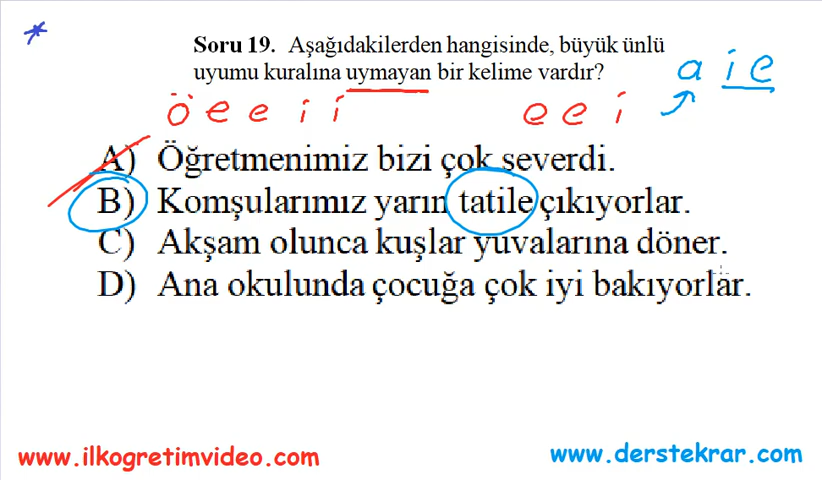 *
Soru 19. Aşağıdakilerden hangisinde, büyük ünlü
uyumu kuralına uymayan bir kelime vardır?
a i e
ö e e i i
e e i
A) Öğretmenimiz bizi çok severdi.
B) Komşularımız yarın tatile çıkıyorlar.
C) Akşam olunca kuşlar yuvalarına döner.
D) Ana okulunda çocuğa çok iyi bakıyorlar.
www.ilkogretimvideo.com
www.derstekrar.com